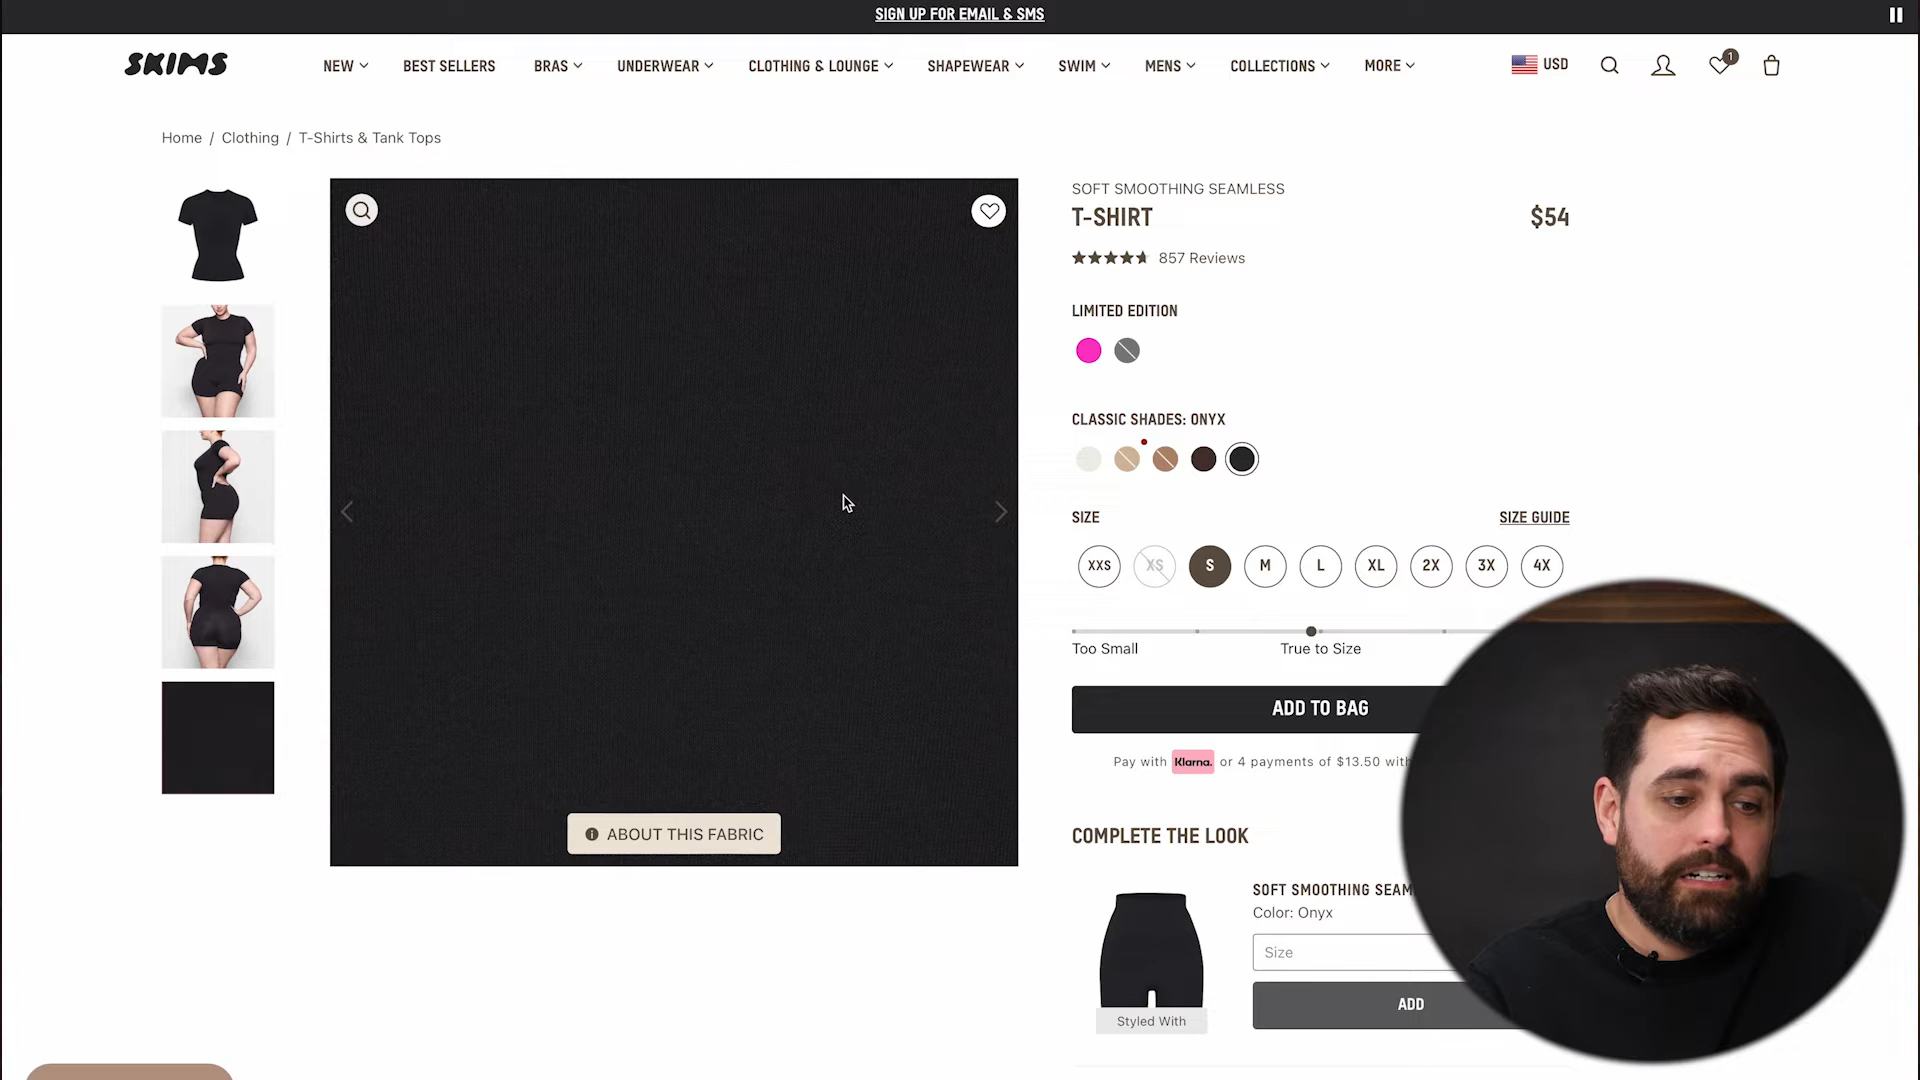 SIGN UP FOR EMAIL & SMS
SKIMS
NEW
BEST SELLERS
BRAS
UNDERWEAR
CLOTHING & LOUNGE
SHAPEWEAR
SWIM
MENS
COLLECTIONS
MORE
USD
1
Home / Clothing / T-Shirts & Tank Tops
SOFT SMOOTHING SEAMLESS
T-SHIRT
$54
857 Reviews
LIMITED EDITION
CLASSIC SHADES: ONYX
SIZE
SIZE GUIDE
XXS
XS
S
M
L
XL
2X
3X
4X
Too Small
True to Size
ADD TO BAG
Pay with Klarna. or 4 payments of $13.50 with
ABOUT THIS FABRIC
COMPLETE THE LOOK
SOFT SMOOTHING SEAM
Color: Onyx
Size
ADD
Styled With